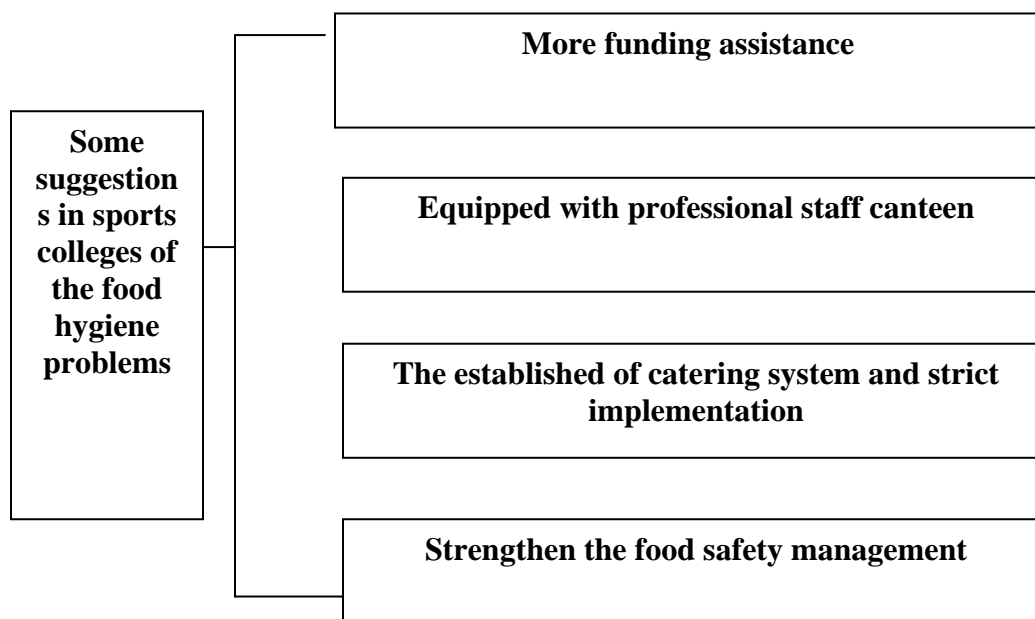 More funding assistance
Some
suggestion
s in sports
colleges of
the food
hygiene
problems
Equipped with professional staff canteen
The established of catering system and strict
implementation
Strengthen the food safety management